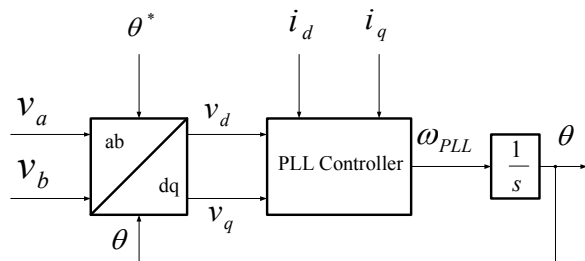 θ*
i_d
i_q
v_a
v_b
ab
dq
v_d
v_q
PLL Controller
ω_PLL
1
s
θ
θ